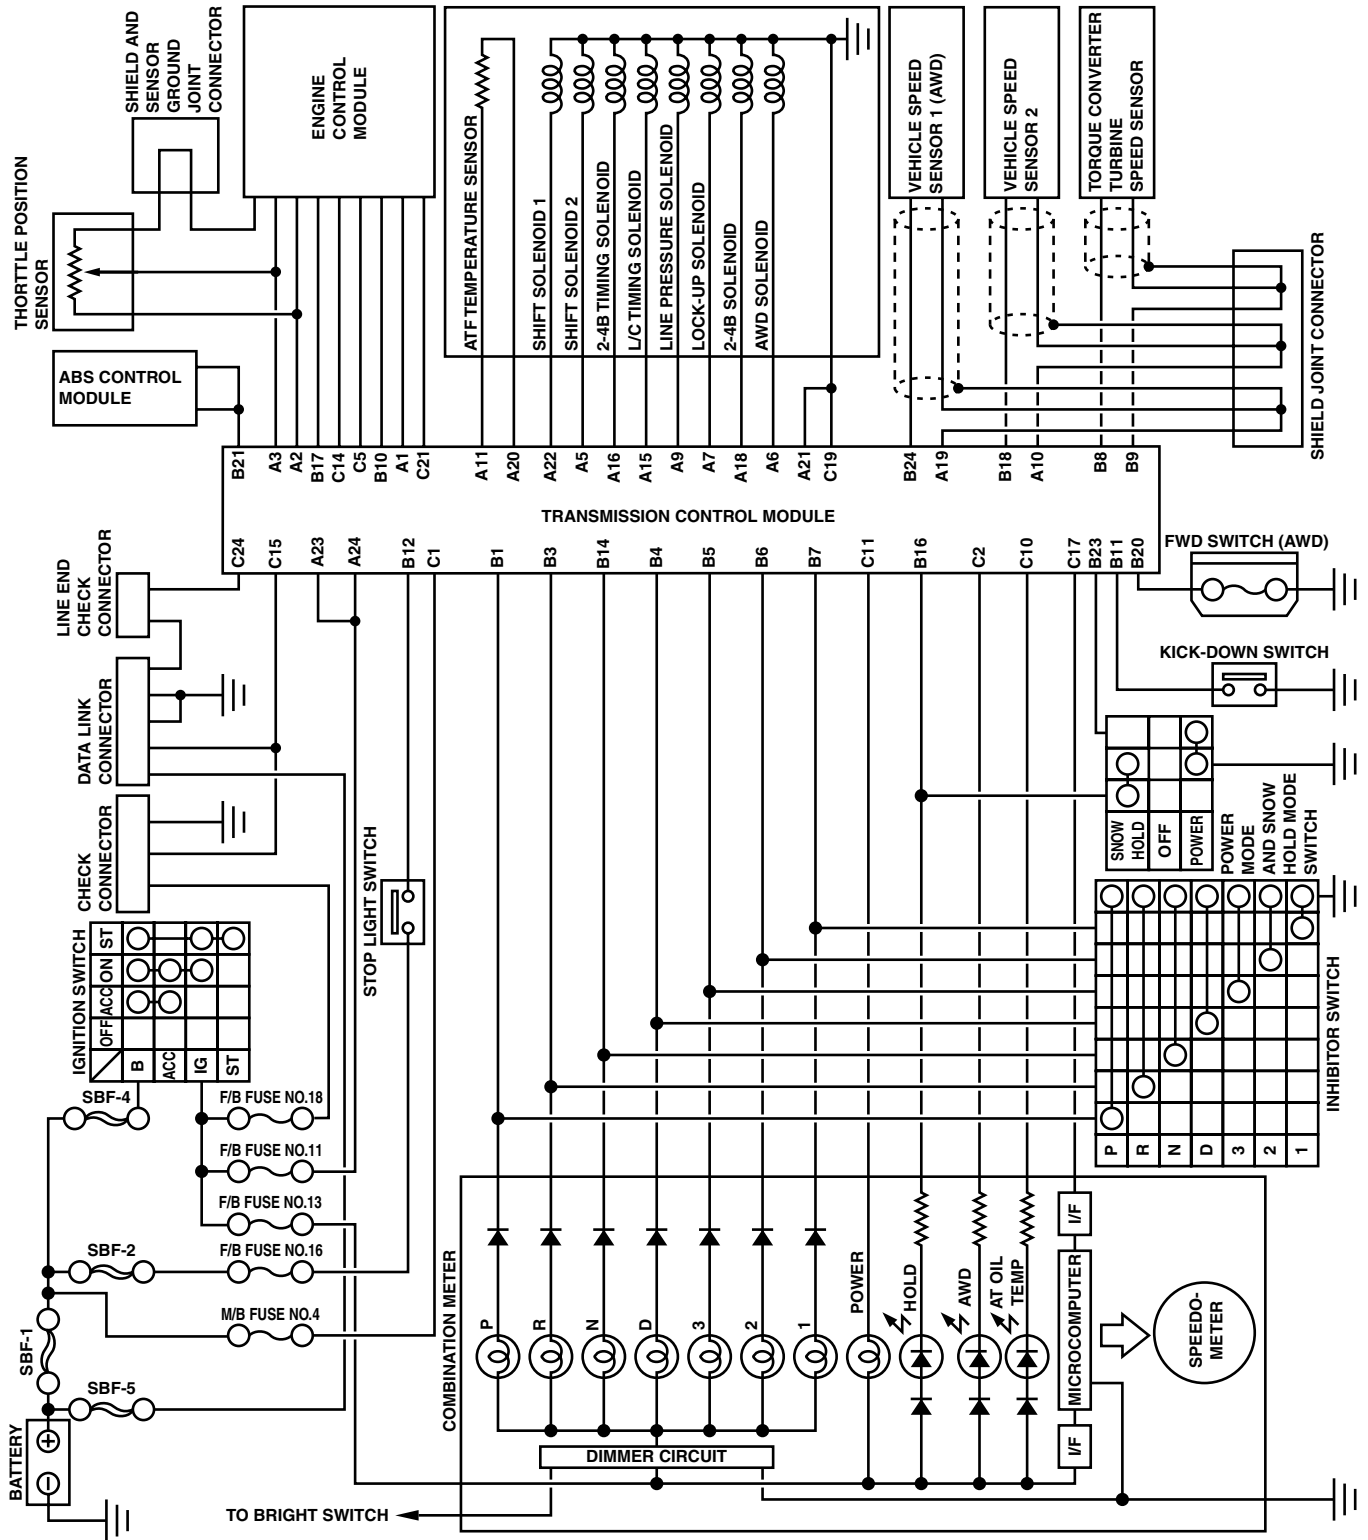 SHIELD AND
SENSOR
GROUND
JOINT
CONNECTOR
ENGINE
CONTROL
MODULE
THORTTLE POSITION
SENSOR
ABS CONTROL
MODULE
ATF TEMPERATURE SENSOR
SHIFT SOLENOID 1
SHIFT SOLENOID 2
2-4B TIMING SOLENOID
L/C TIMING SOLENOID
LINE PRESSURE SOLENOID
LOCK-UP SOLENOID
2-4B SOLENOID
AWD SOLENOID
VEHICLE SPEED
SENSOR 1 (AWD)
VEHICLE SPEED
SENSOR 2
TORQUE CONVERTER
TURBINE
SPEED SENSOR
SHIELD JOINT CONNECTOR
B21
A3
A2
B17
C14
C5
B10
A1
C21
A11
A20
A22
A5
A16
A15
A9
A7
A18
A6
A21
C19
B24
A19
B18
A10
B8
B9
TRANSMISSION CONTROL MODULE
C24
C15
A23
A24
B12
C1
B1
B3
B14
B4
B5
B6
B7
C11
B16
C2
C10
C17
B23
B11
B20
FWD SWITCH (AWD)
KICK-DOWN SWITCH
LINE END
CHECK
CONNECTOR
DATA LINK
CONNECTOR
CHECK
CONNECTOR
STOP LIGHT SWITCH
SNOW
HOLD
OFF
POWER
POWER
MODE
AND SNOW
HOLD MODE
SWITCH
IGNITION SWITCH
OFF
ACC
ON
ST
B
ACC
IG
ST
INHIBITOR SWITCH
P
R
N
D
3
2
1
SBF-4
F/B FUSE NO.18
F/B FUSE NO.11
F/B FUSE NO.13
SBF-2
F/B FUSE NO.16
M/B FUSE NO.4
SBF-1
SBF-5
BATTERY
+
−
COMBINATION METER
P
R
N
D
3
2
1
POWER
HOLD
AWD
AT OIL
TEMP
I/F
MICROCOMPUTER
I/F
SPEEDO-
METER
DIMMER CIRCUIT
TO BRIGHT SWITCH